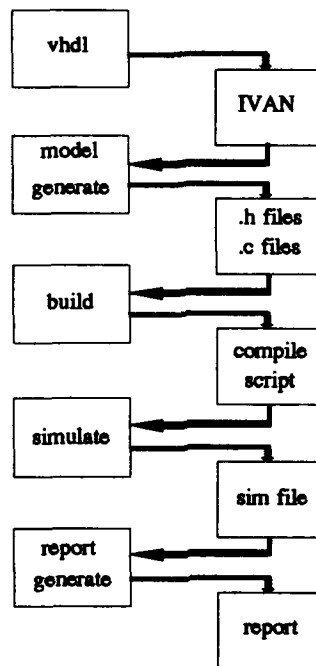 vhdl
IVAN
model
generate
.h files
.c files
build
compile
script
simulate
sim file
report
generate
report